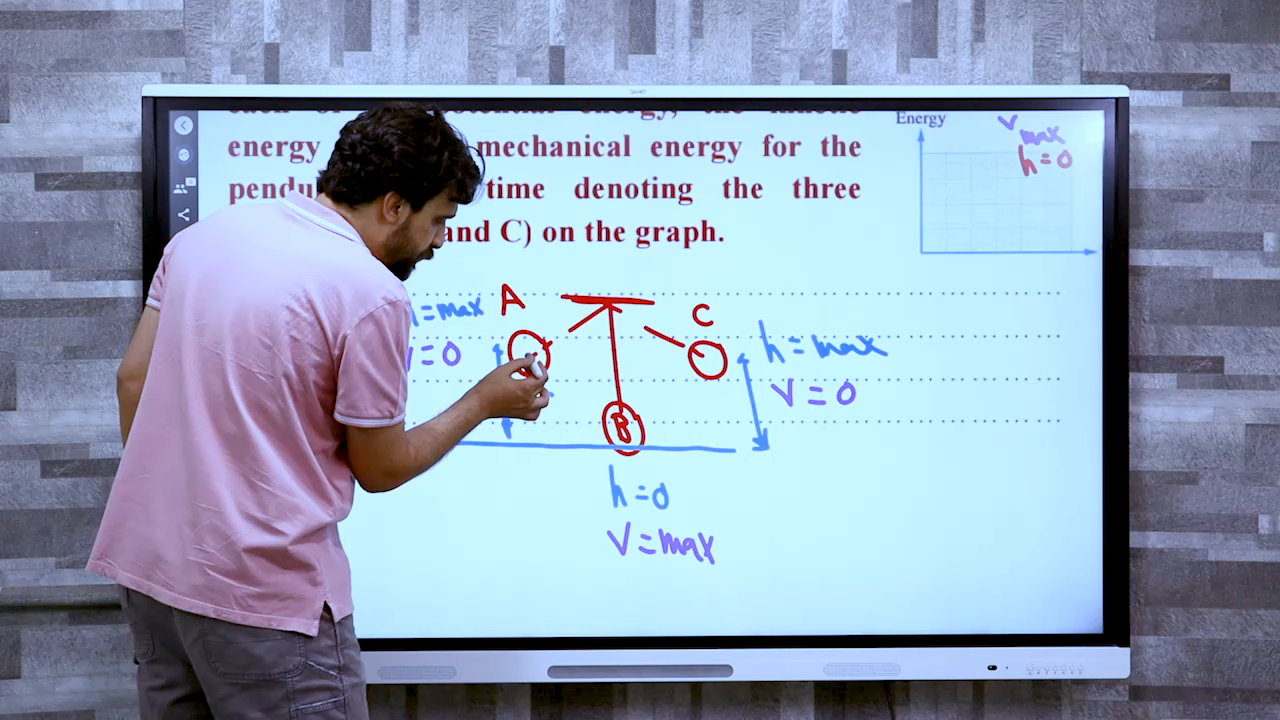 SMART
energy mechanical energy for the
time denoting the three
and C) on the graph.
Energy
V max
h=0
A
=max
=0
C
h=max
V=0
B
h=0
V=max